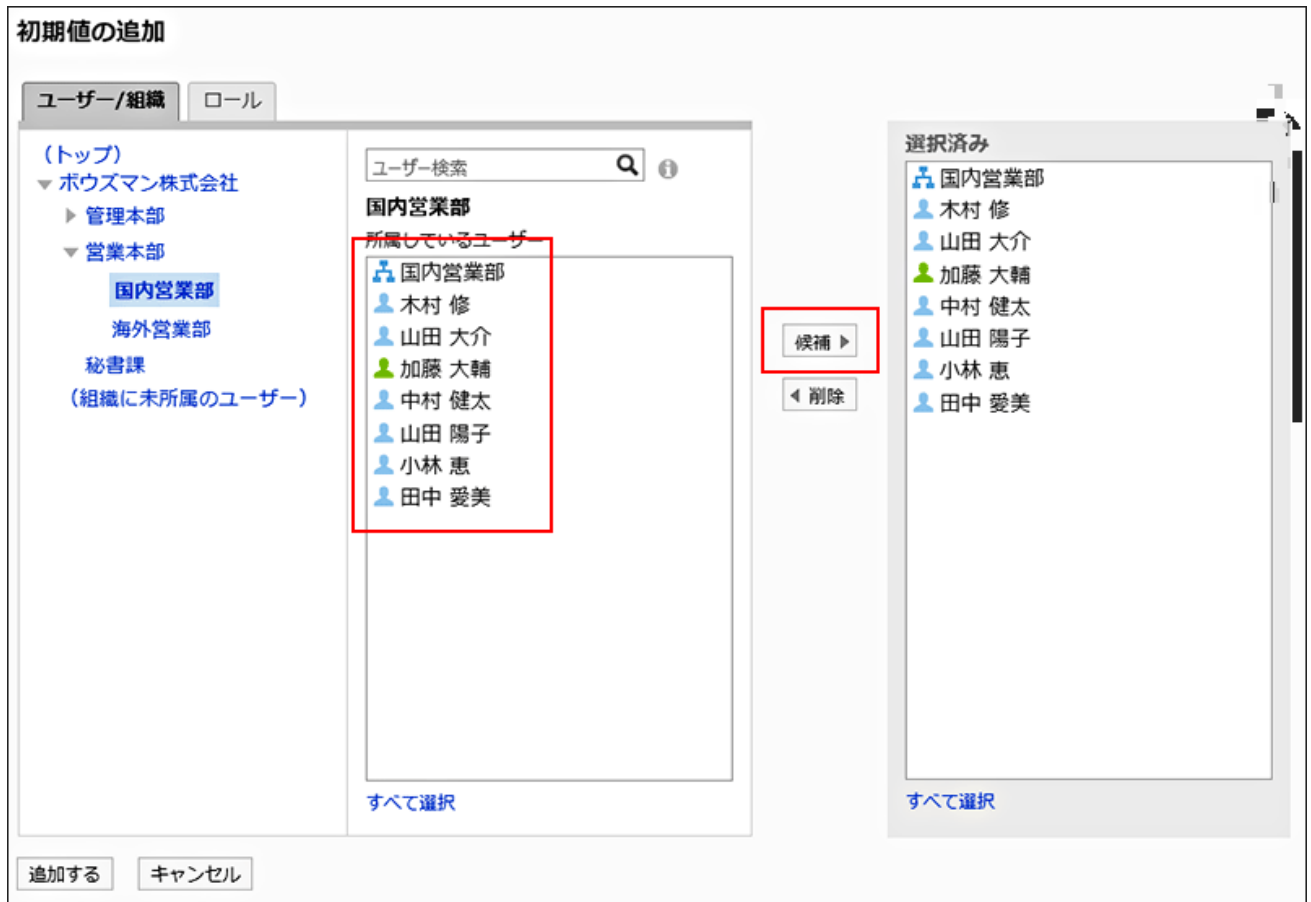 初期値の追加
ユーザー/組織
ロール
(トップ)
ボウズマン株式会社
管理本部
営業本部
国内営業部
海外営業部
秘書課
(組織に未所属のユーザー)
ユーザー検索
国内営業部
所属しているユーザー
国内営業部
木村 修
山田 大介
加藤 大輔
中村 健太
山田 陽子
小林 恵
田中 愛美
すべて選択
候補
削除
選択済み
国内営業部
木村 修
山田 大介
加藤 大輔
中村 健太
山田 陽子
小林 恵
田中 愛美
すべて選択
追加する
キャンセル